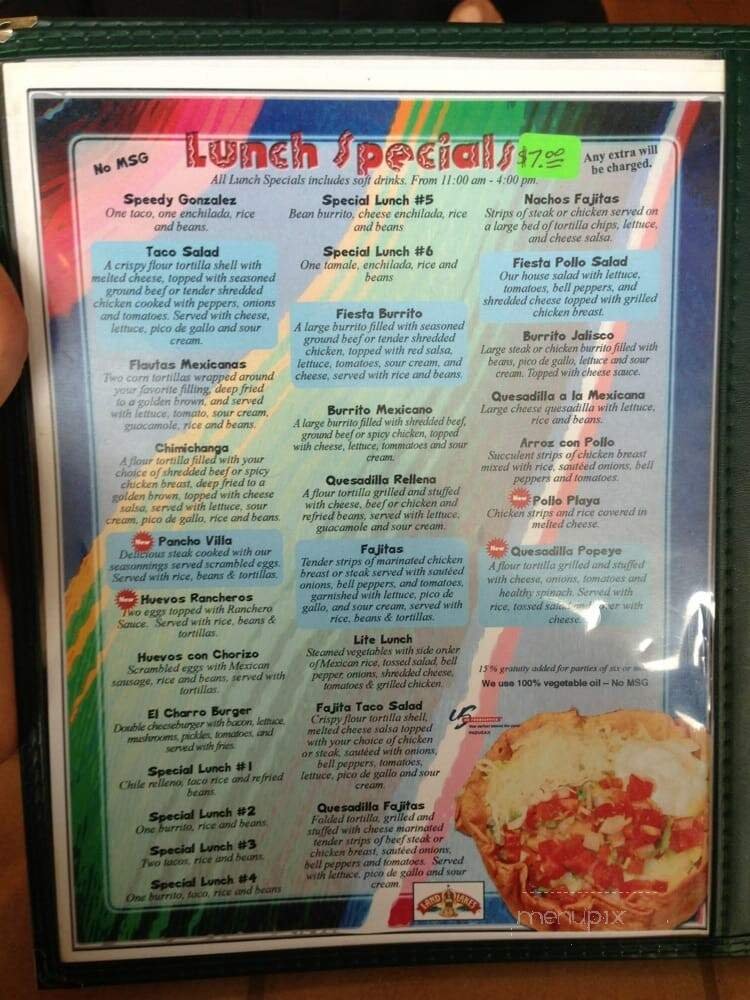 No MSG
Lunch Specials
$7.00
Any extra will
be charged.
All Lunch Specials includes soft drinks. From 11:00 am - 4:00 pm.
Speedy Gonzalez
One taco, one enchilada, rice
and beans.
Taco Salad
A crispy flour tortilla shell with
melted cheese, topped with seasoned
ground beef or tender shredded
chicken cooked with peppers, onions
and tomatoes. Served with cheese,
lettuce, pico de gallo and sour
cream.
Flautas Mexicanas
Two corn tortillas wrapped around
your favorite filling, deep fried
to a golden brown, and served
with lettuce, tomato, sour cream,
guacamole, rice and beans.
Chimichanga
A flour tortilla filled with your
choice of shredded beef or spicy
chicken breast, deep fried to a
golden brown, topped with cheese
salsa, served with lettuce, sour
cream, pico de gallo, rice and beans.
New Pancho Villa
Delicious steak cooked with our
seasonnings served scrambled eggs.
Served with rice, beans & tortillas.
New Huevos Rancheros
Two eggs topped with Ranchero
Sauce. Served with rice, beans &
tortillas.
Huevos con Chorizo
Scrambled eggs with Mexican
sausage, rice and beans, served with
tortillas.
El Charro Burger
Double cheeseburger with bacon, lettuce,
mushrooms, pickles, tomatoes, and
served with fries.
Special Lunch #1
Chile relleno, taco rice and refried
beans.
Special Lunch #2
One burrito, rice and beans.
Special Lunch #3
Two tacos, rice and beans.
Special Lunch #4
One burrito, taco, rice and beans
Special Lunch #5
Bean burrito, cheese enchilada, rice
and beans
Special Lunch #6
One tamale, enchilada, rice and
beans
Fiesta Burrito
A large burrito filled with seasoned
ground beef or tender shredded
chicken, topped with red salsa,
lettuce, tomatoes, sour cream, and
cheese, served with rice and beans.
Burrito Mexicano
A large burrito filled with shredded beef,
ground beef or spicy chicken, topped
with cheese, lettuce, tommatoes and sour
cream.
Quesadilla Rellena
A flour tortilla grilled and stuffed
with cheese, beef or chicken and
refried beans, served with lettuce,
guacamole and sour cream.
Fajitas
Tender strips of marinated chicken
breast or steak served with sautéed
onions, bell peppers, and tomatoes,
garnished with lettuce, pico de
gallo, and sour cream, served with
rice, beans & tortillas
Lite Lunch
Steamed vegetables with side order
of Mexican rice, tossed salad, bell
pepper, onions, shredded cheese,
tomatoes & grilled chicken.
Fajita Taco Salad
Crispy flour tortilla shell,
melted cheese salsa topped
with your choice of chicken
or steak, sautéed with onions,
bell peppers, tomatoes,
lettuce, pico de gallo and sour
cream.
Quesadilla Fajitas
Folded tortilla, grilled and
stuffed with cheese marinated
tender strips of beef steak or
chicken breast, sautéed onions,
bell peppers and tomatoes. Served
with lettuce, pico de gallo and sour
cream.
Nachos Fajitas
Strips of steak or chicken served on
a large bed of tortilla chips, lettuce,
and cheese salsa.
Fiesta Pollo Salad
Our house salad with lettuce,
tomatoes, bell peppers, and
shredded cheese topped with grilled
chicken breast.
Burrito Jalisco
Large steak or chicken burrito filled with
beans, pico de gallo, lettuce and sour
cream. Topped with cheese sauce.
Quesadilla a la Mexicana
Large cheese quesadilla with lettuce,
rice and beans.
Arroz con Pollo
Succulent strips of chicken breast
mixed with rice, sautéed onions, bell
peppers and tomatoes.
New Pollo Playa
Chicken strips and rice covered in
melted cheese.
New Quesadilla Popeye
A flour tortilla grilled and stuffed
with cheese, onions, tomatoes and
healthy spinach. Served with
rice, tossed salad and over with
cheese.
15% gratuity added for parties of six or
We use 100% vegetable oil – No MSG
US
LAND O LAKES
menupix